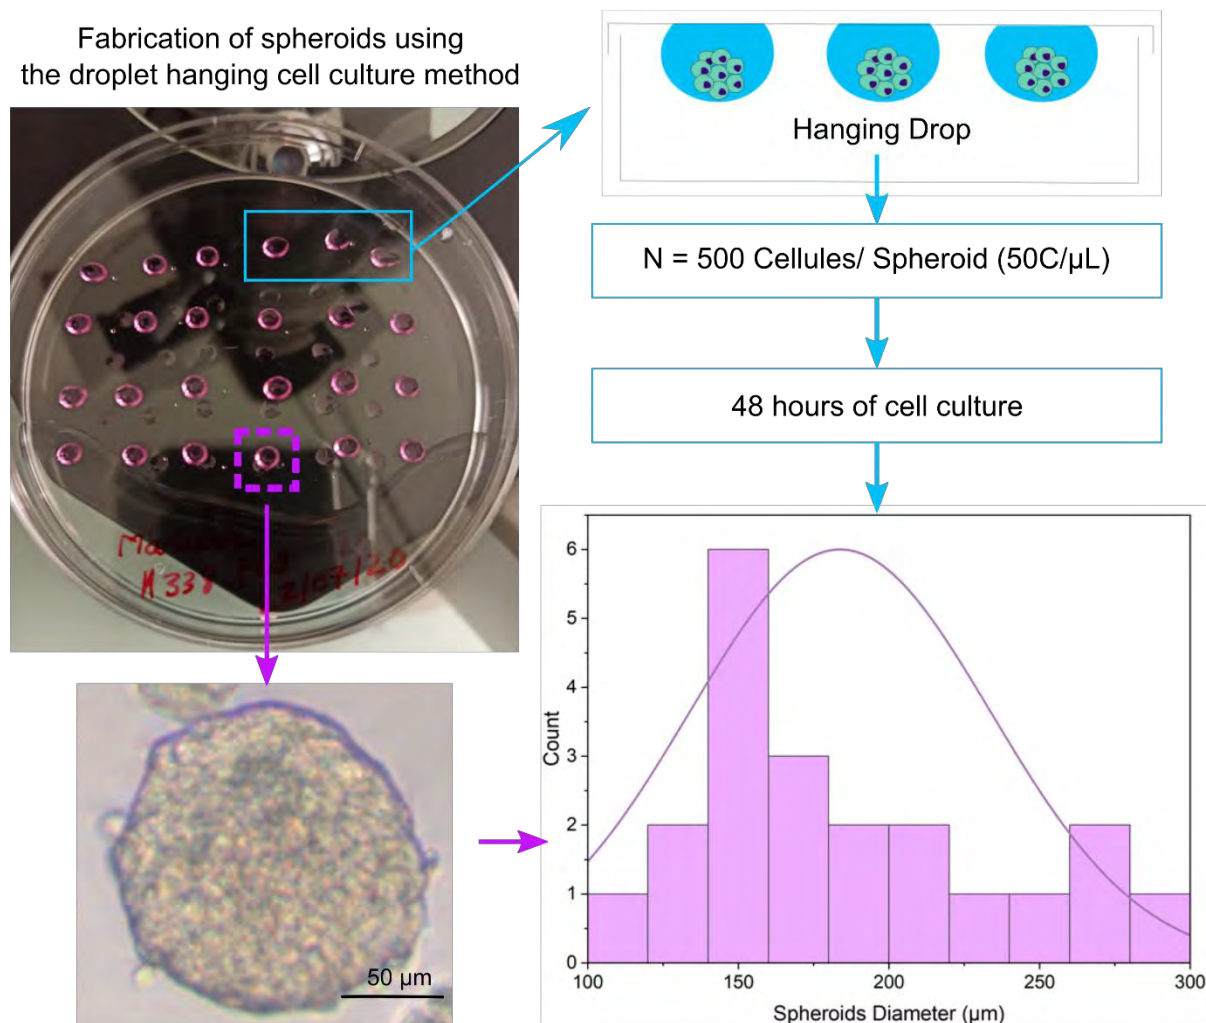 Fabrication of spheroids using
the droplet hanging cell culture method
Hanging Drop
N = 500 Cellules/ Spheroid (50C/µL)
48 hours of cell culture
50 µm
Count
6
5
4
3
2
1
0
100
150
200
250
300
Spheroids Diameter (µm)